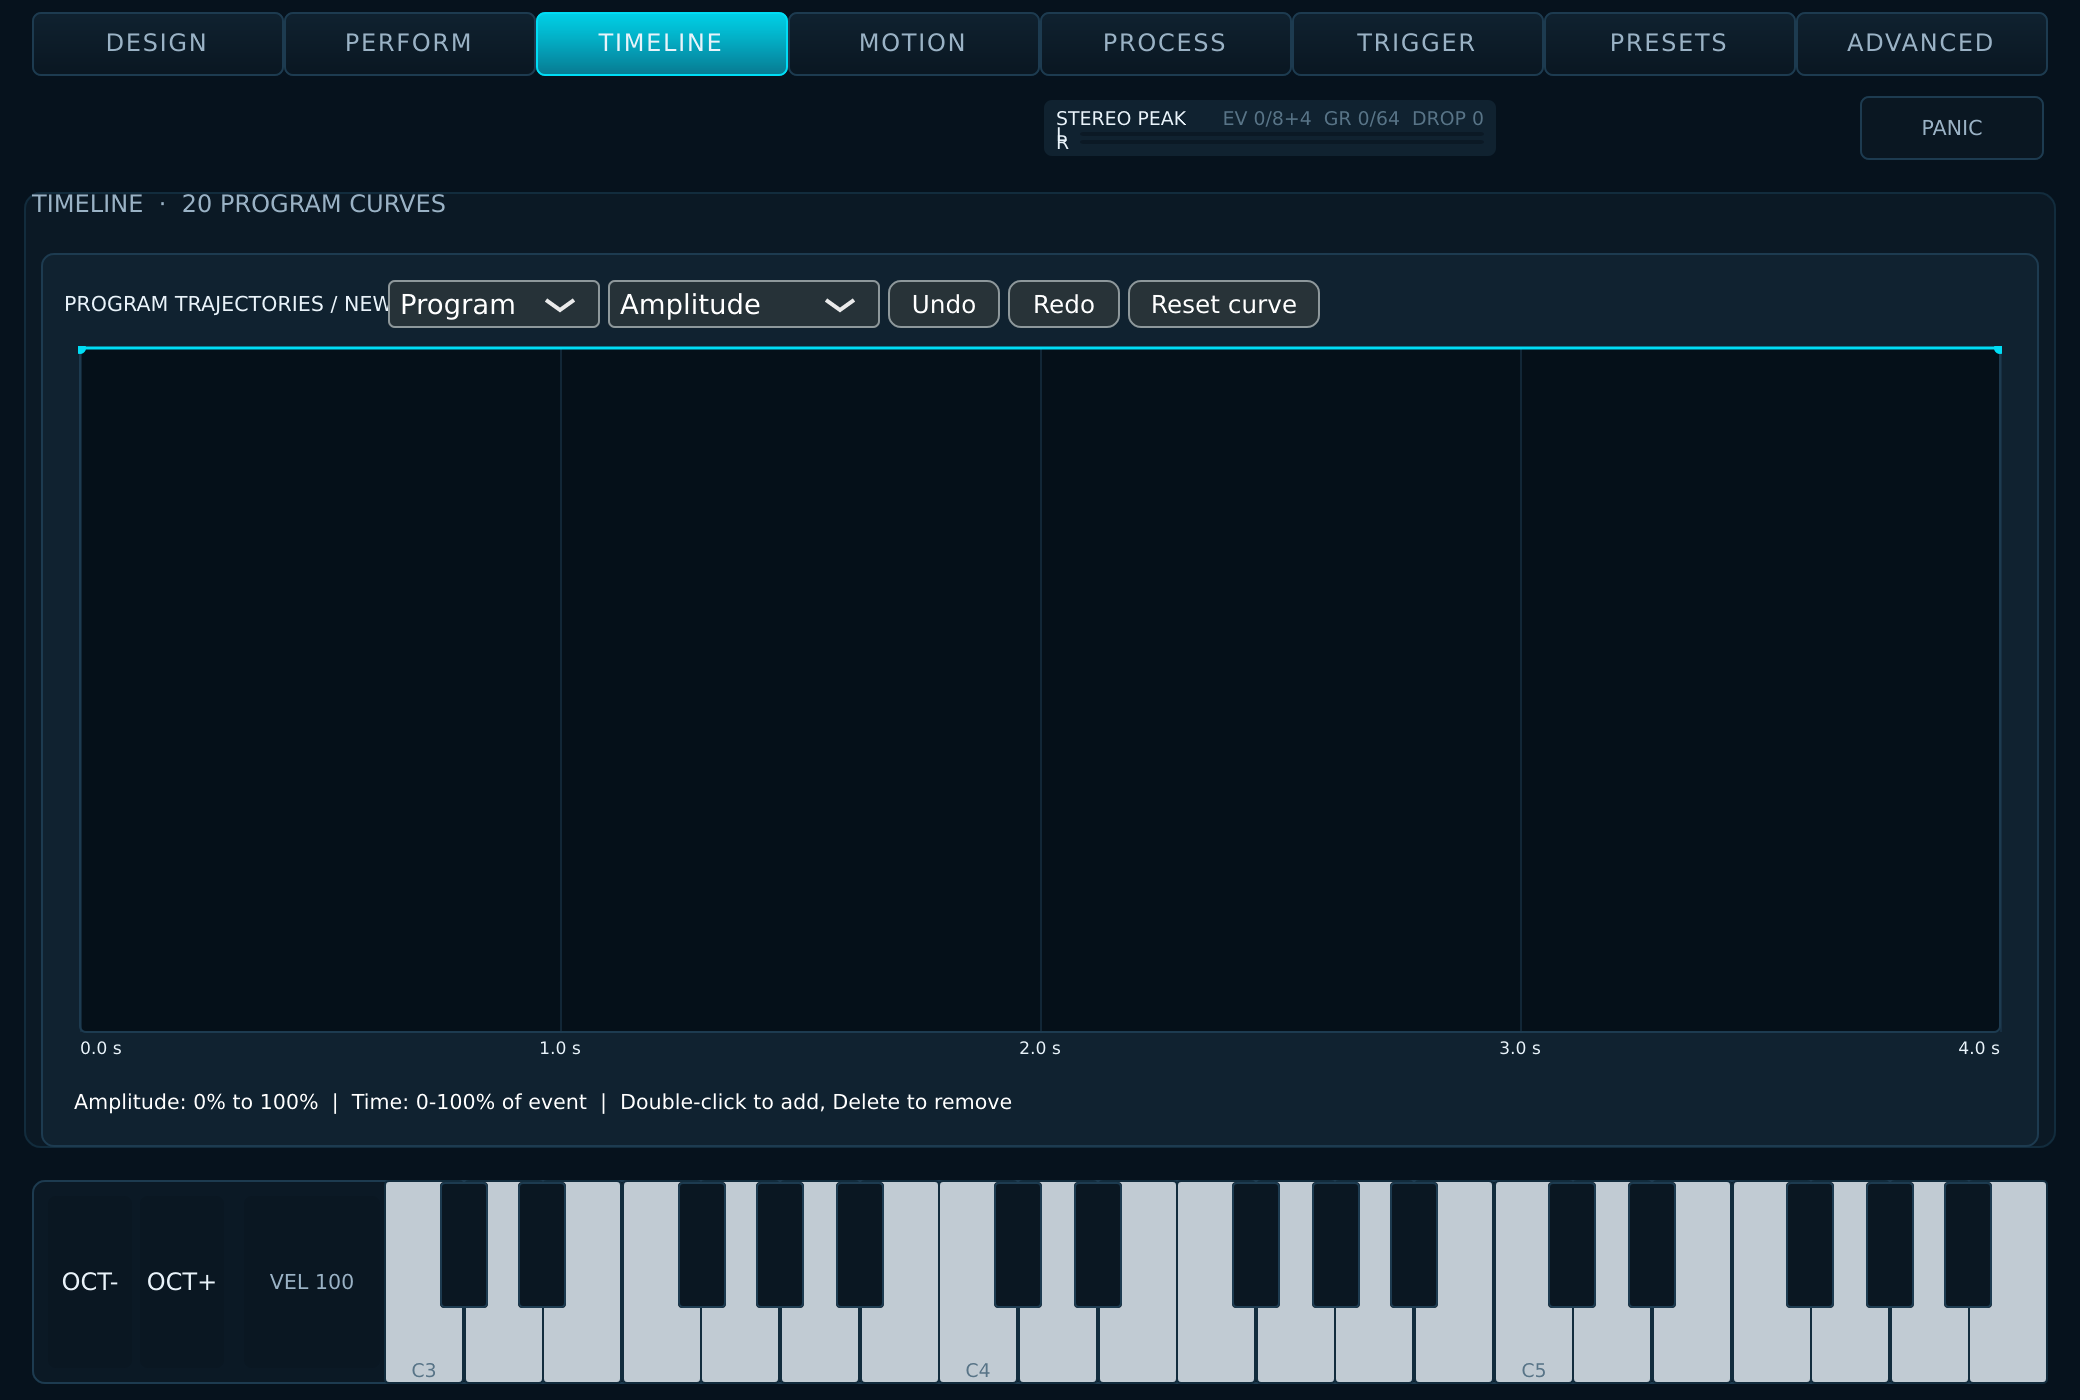 DESIGN PERFORM TIMELINE MOTION PROCESS TRIGGER PRESETS ADVANCED
STEREO PEAK EV 0/8+4 GR 0/64 DROP 0
L
R
PANIC
TIMELINE · 20 PROGRAM CURVES
PROGRAM TRAJECTORIES / NEW Program Amplitude Undo Redo Reset curve
0.0 s 1.0 s 2.0 s 3.0 s 4.0 s
Amplitude: 0% to 100% | Time: 0-100% of event | Double-click to add, Delete to remove
OCT- OCT+ VEL 100
C3 C4 C5